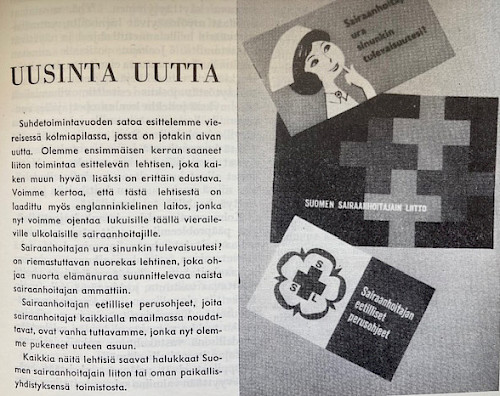 UUSINTA UUTTA
Suhdetoimintavuoden satoa esittelemme vie-
reisessä kolmiapilassa, jossa on jotakin aivan
uutta. Olemme ensimmäisen kerran saaneet
liiton toimintaa esittelevän lehtisen, joka kai-
ken muun hyvän lisäksi on erittäin edustava.
Voimme kertoa, että tästä lehtisestä on
laadittu myös englanninkielinen laitos, jonka
nyt voimme ojentaa lukuisille täällä vieraile-
ville ulkolaisille sairaanhoitajille.
Sairaanhoitajan ura sinunkin tulevaisuutesi?
on riemastuttavan nuorekas lehtinen, joka oh-
jaa nuorta elämänuraa suunnittelevaa naista
sairaanhoitajan ammattiin.
Sairaanhoitajan eetilliset perusohjeet, joita
sairaanhoitajat kaikkialla maailmassa noudat-
tavat, ovat vanha tuttavamme, jonka nyt olem-
me pukeneet uuteen asuun.
Kaikkia näitä lehtisiä saavat halukkaat Suo-
men sairaanhoitajain liiton tai oman paikallis-
yhdistyksensä toimistosta.
Sairaanhoitajan
ura sinunkin
tulevaisuutesi?
SUOMEN SAIRAANHOITAJAIN LIITTO
S S
S L
Sairaanhoitajan
eetilliset
perusohjeet